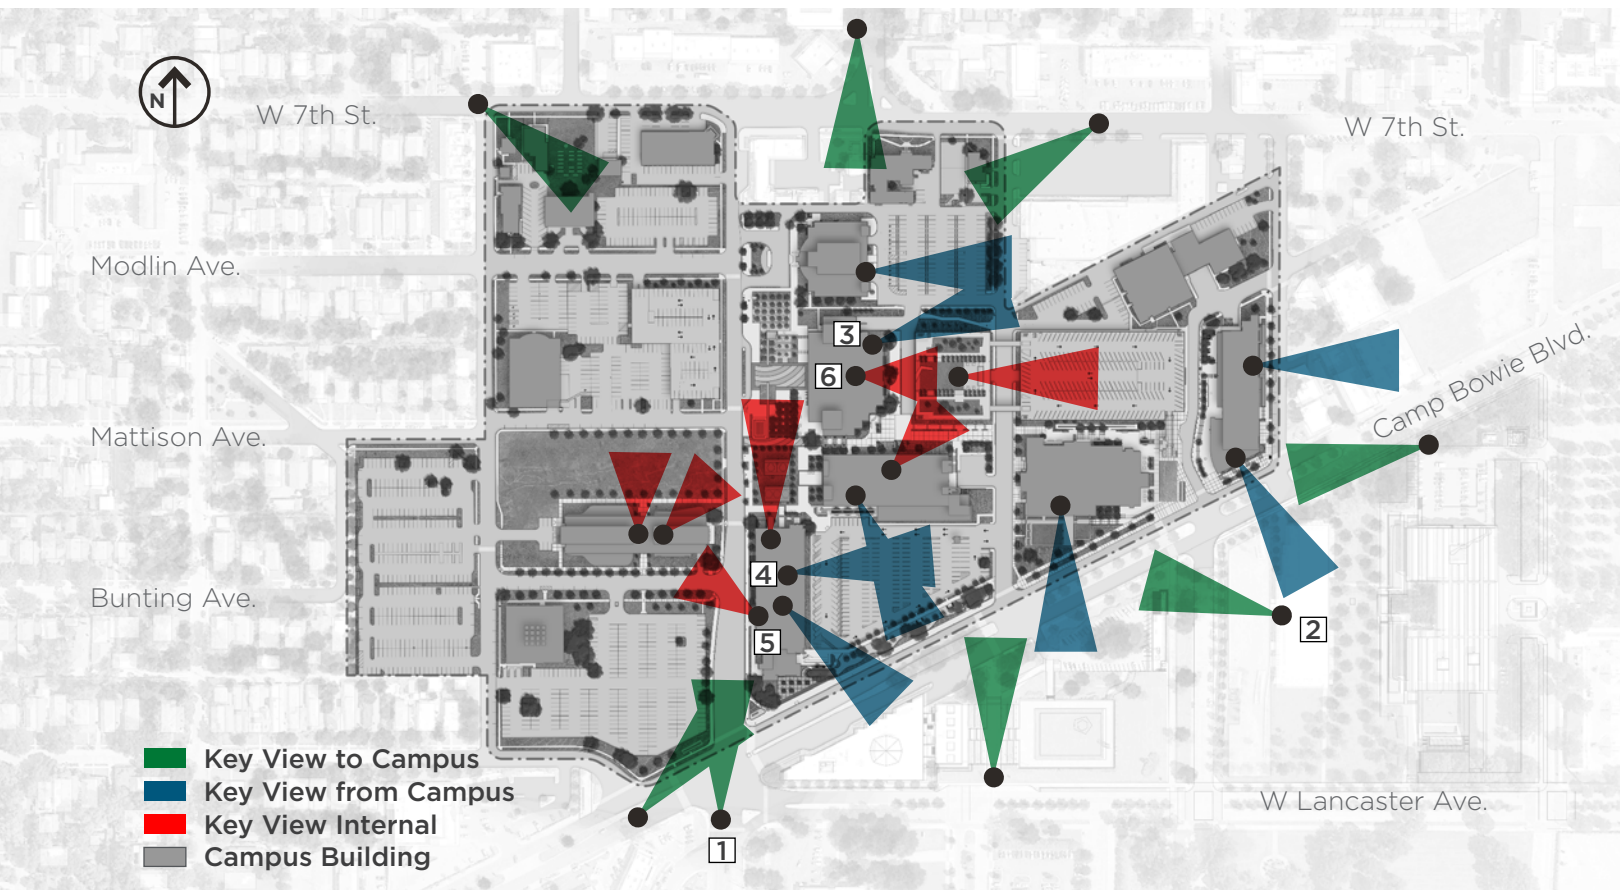 N
W 7th St.
W 7th St.
Modlin Ave.
3
6
Camp Bowie Blvd.
Mattison Ave.
4
Bunting Ave.
2
5
Key View to Campus
Key View from Campus
W Lancaster Ave.
Key View Internal
1
Campus Building